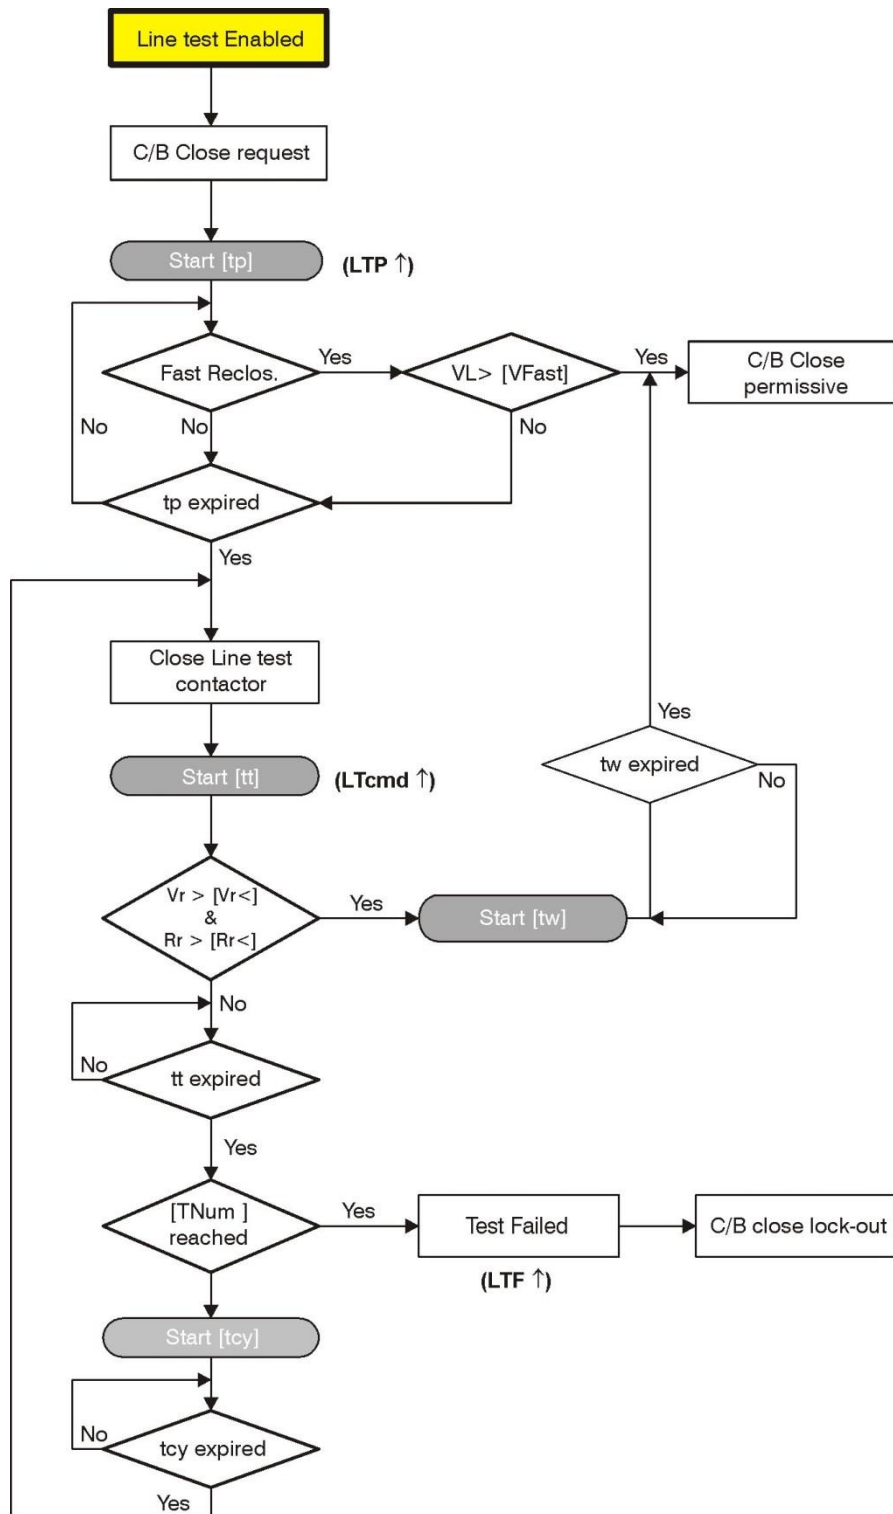 Line test Enabled
C/B Close request
Start [tp]
(LTP ↑)
Fast Reclos.
Yes
VL> [VFast]
Yes
C/B Close
permissive
No
No
No
tp expired
Yes
Close Line test
contactor
Yes
tw expired
No
Start [tt]
(LTcmd ↑)
Vr > [Vr<]
&
Rr > [Rr<]
Yes
Start [tw]
No
No
tt expired
Yes
[TNum ]
reached
Yes
Test Failed
C/B close lock-out
(LTF ↑)
Start [tcy]
No
tcy expired
Yes